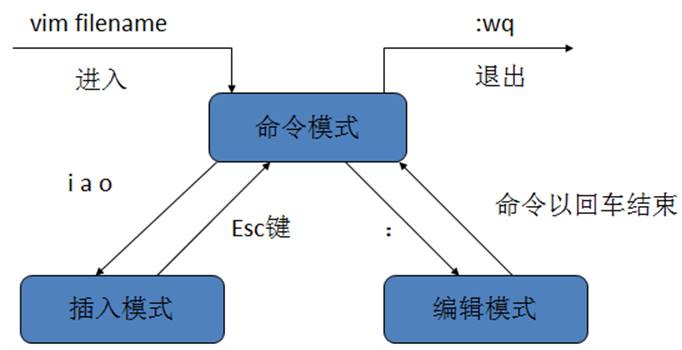 vim filename
:wq
进入
退出
命令模式
i a o
Esc键
:
命令以回车结束
插入模式
编辑模式